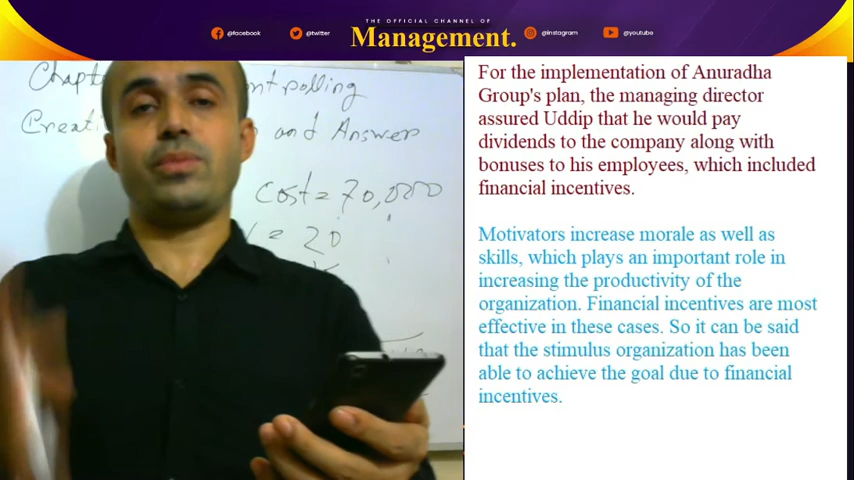 THE OFFICIAL CHANNEL OF
@facebook
@twitter
Management.
@instagram
@youtube
Creati
and Answer
cost = 70,000
= 20
For the implementation of Anuradha
Group's plan, the managing director
assured Uddip that he would pay
dividends to the company along with
bonuses to his employees, which included
financial incentives.
Motivators increase morale as well as
skills, which plays an important role in
increasing the productivity of the
organization. Financial incentives are most
effective in these cases. So it can be said
that the stimulus organization has been
able to achieve the goal due to financial
incentives.